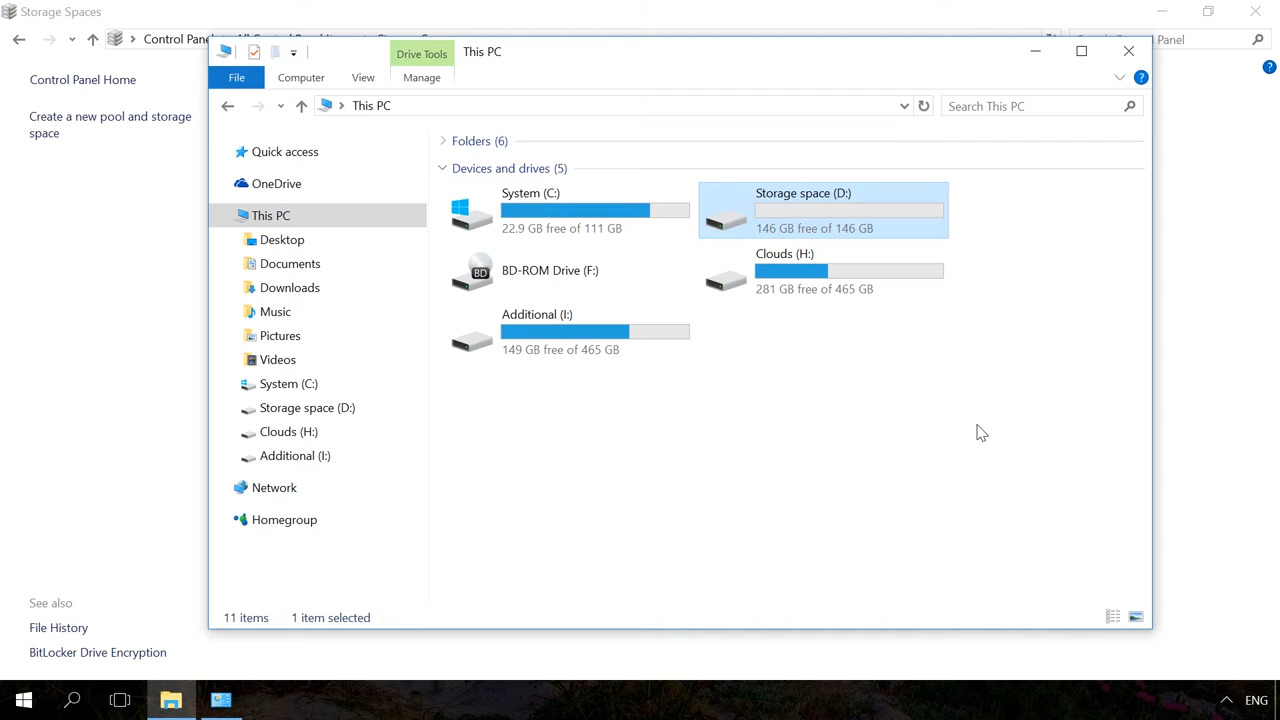 Storage Spaces
Control Panel
Control Panel
Control Panel Home
Create a new pool and storage
space
See also
File History
BitLocker Drive Encryption
Drive Tools
This PC
File
Computer
View
Manage
This PC
Search This PC
Quick access
OneDrive
This PC
Desktop
Documents
Downloads
Music
Pictures
Videos
System (C:)
Storage space (D:)
Clouds (H:)
Additional (I:)
Network
Homegroup
Folders (6)
Devices and drives (5)
System (C:)
22.9 GB free of 111 GB
Storage space (D:)
146 GB free of 146 GB
BD
BD-ROM Drive (F:)
Clouds (H:)
281 GB free of 465 GB
Additional (I:)
149 GB free of 465 GB
11 items
1 item selected
ENG